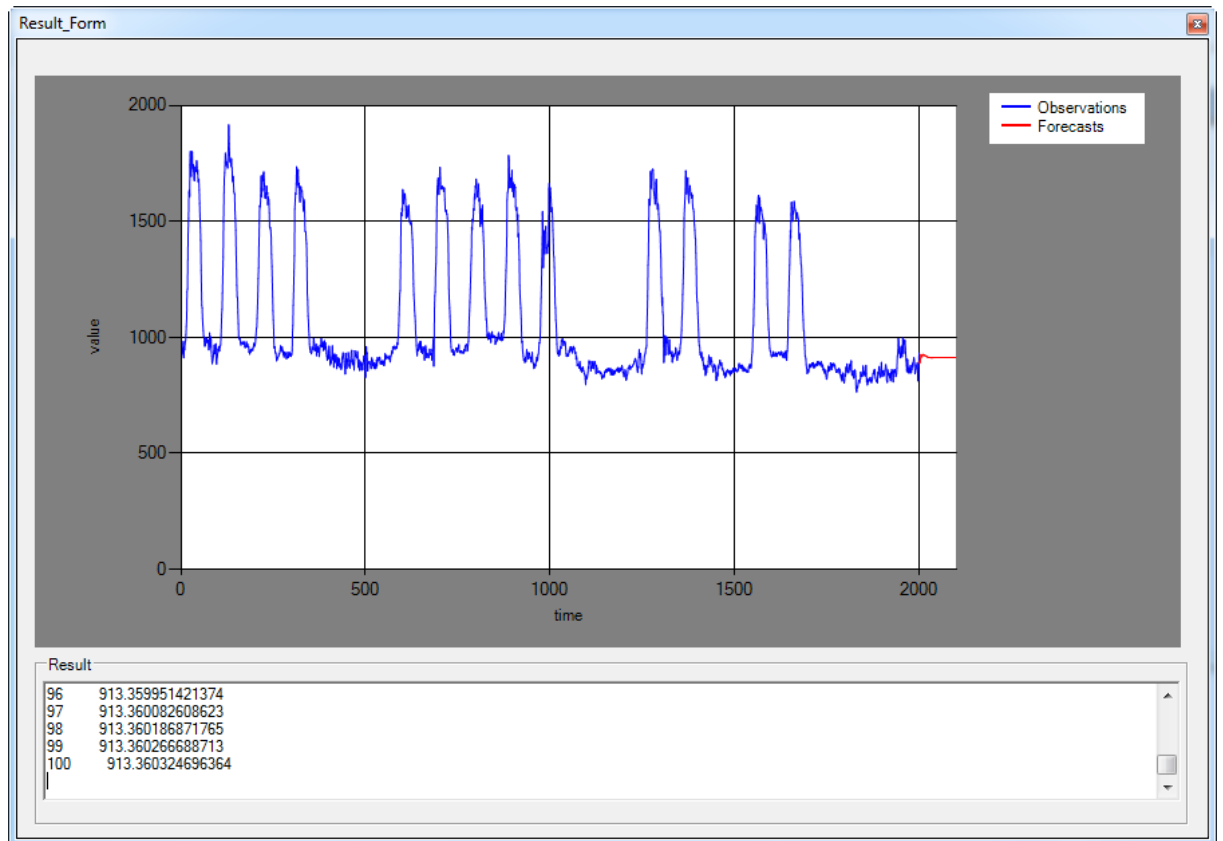 Result_Form
Observations
Forecasts
2000
1500
1000
500
0
value
0 500 1000 1500 2000
time
Result
96 913.359951421374
97 913.360082608623
98 913.360186871765
99 913.360266688713
100 913.360324696364